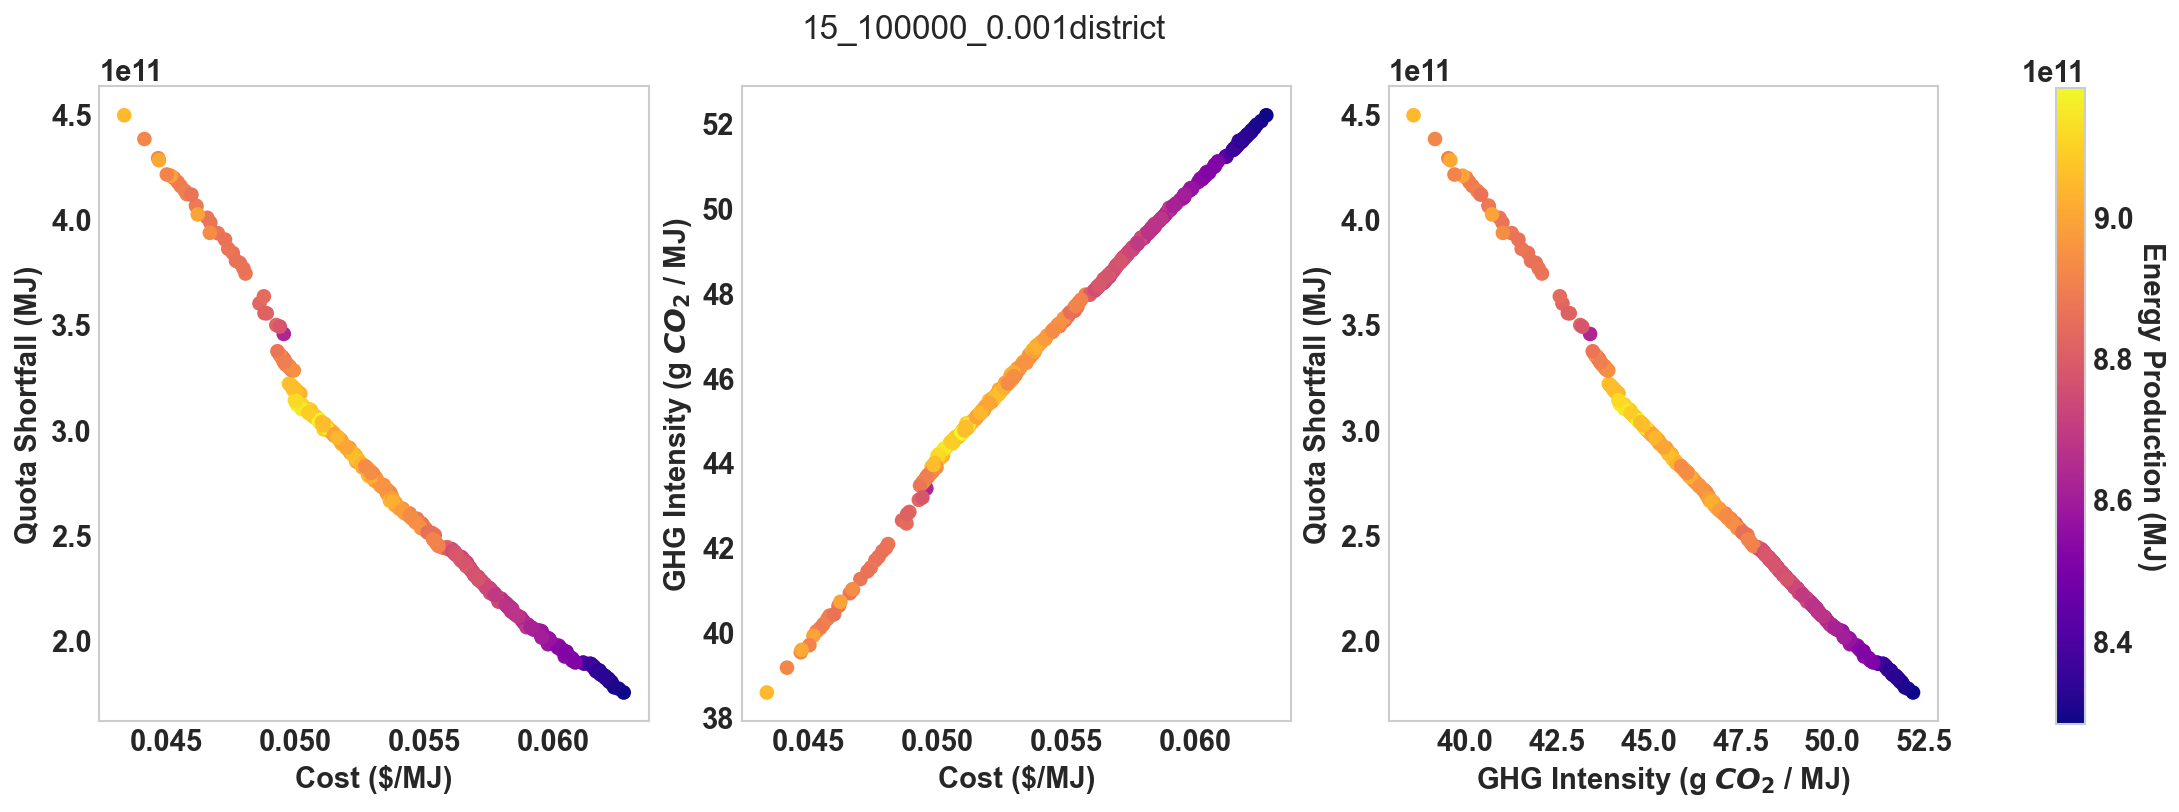 15_100000_0.001district
1e11
4.5
4.0
3.5
3.0
2.5
2.0
Quota Shortfall (MJ)
0.045 0.050 0.055 0.060
Cost ($/MJ)
52
50
48
46
44
42
40
38
GHG Intensity (g CO₂ / MJ)
0.045 0.050 0.055 0.060
Cost ($/MJ)
1e11
4.5
4.0
3.5
3.0
2.5
2.0
Quota Shortfall (MJ)
40.0 42.5 45.0 47.5 50.0 52.5
GHG Intensity (g CO₂ / MJ)
1e11
9.0
8.8
8.6
8.4
Energy Production (MJ)